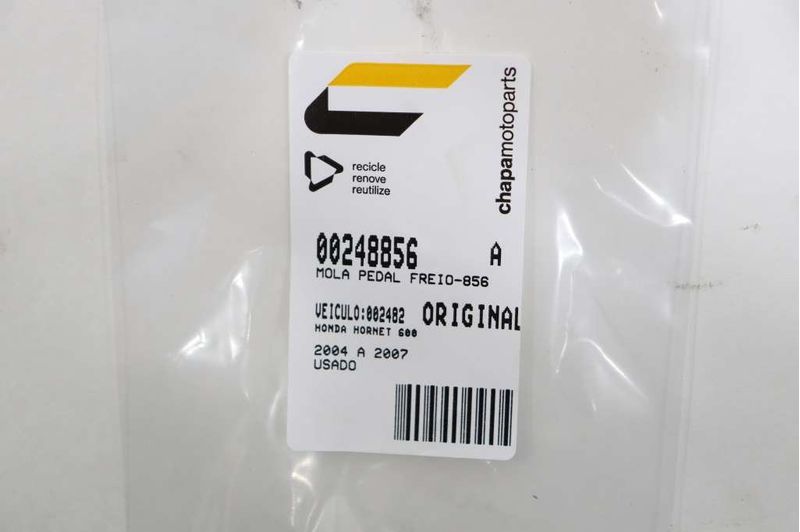 chapamotoparts
recicle
renove
reutilize
00248856 A
MOLA PEDAL FREIO-856
VEICULO:002482 ORIGINAL
HONDA HORNET 600
2004 A 2007
USADO